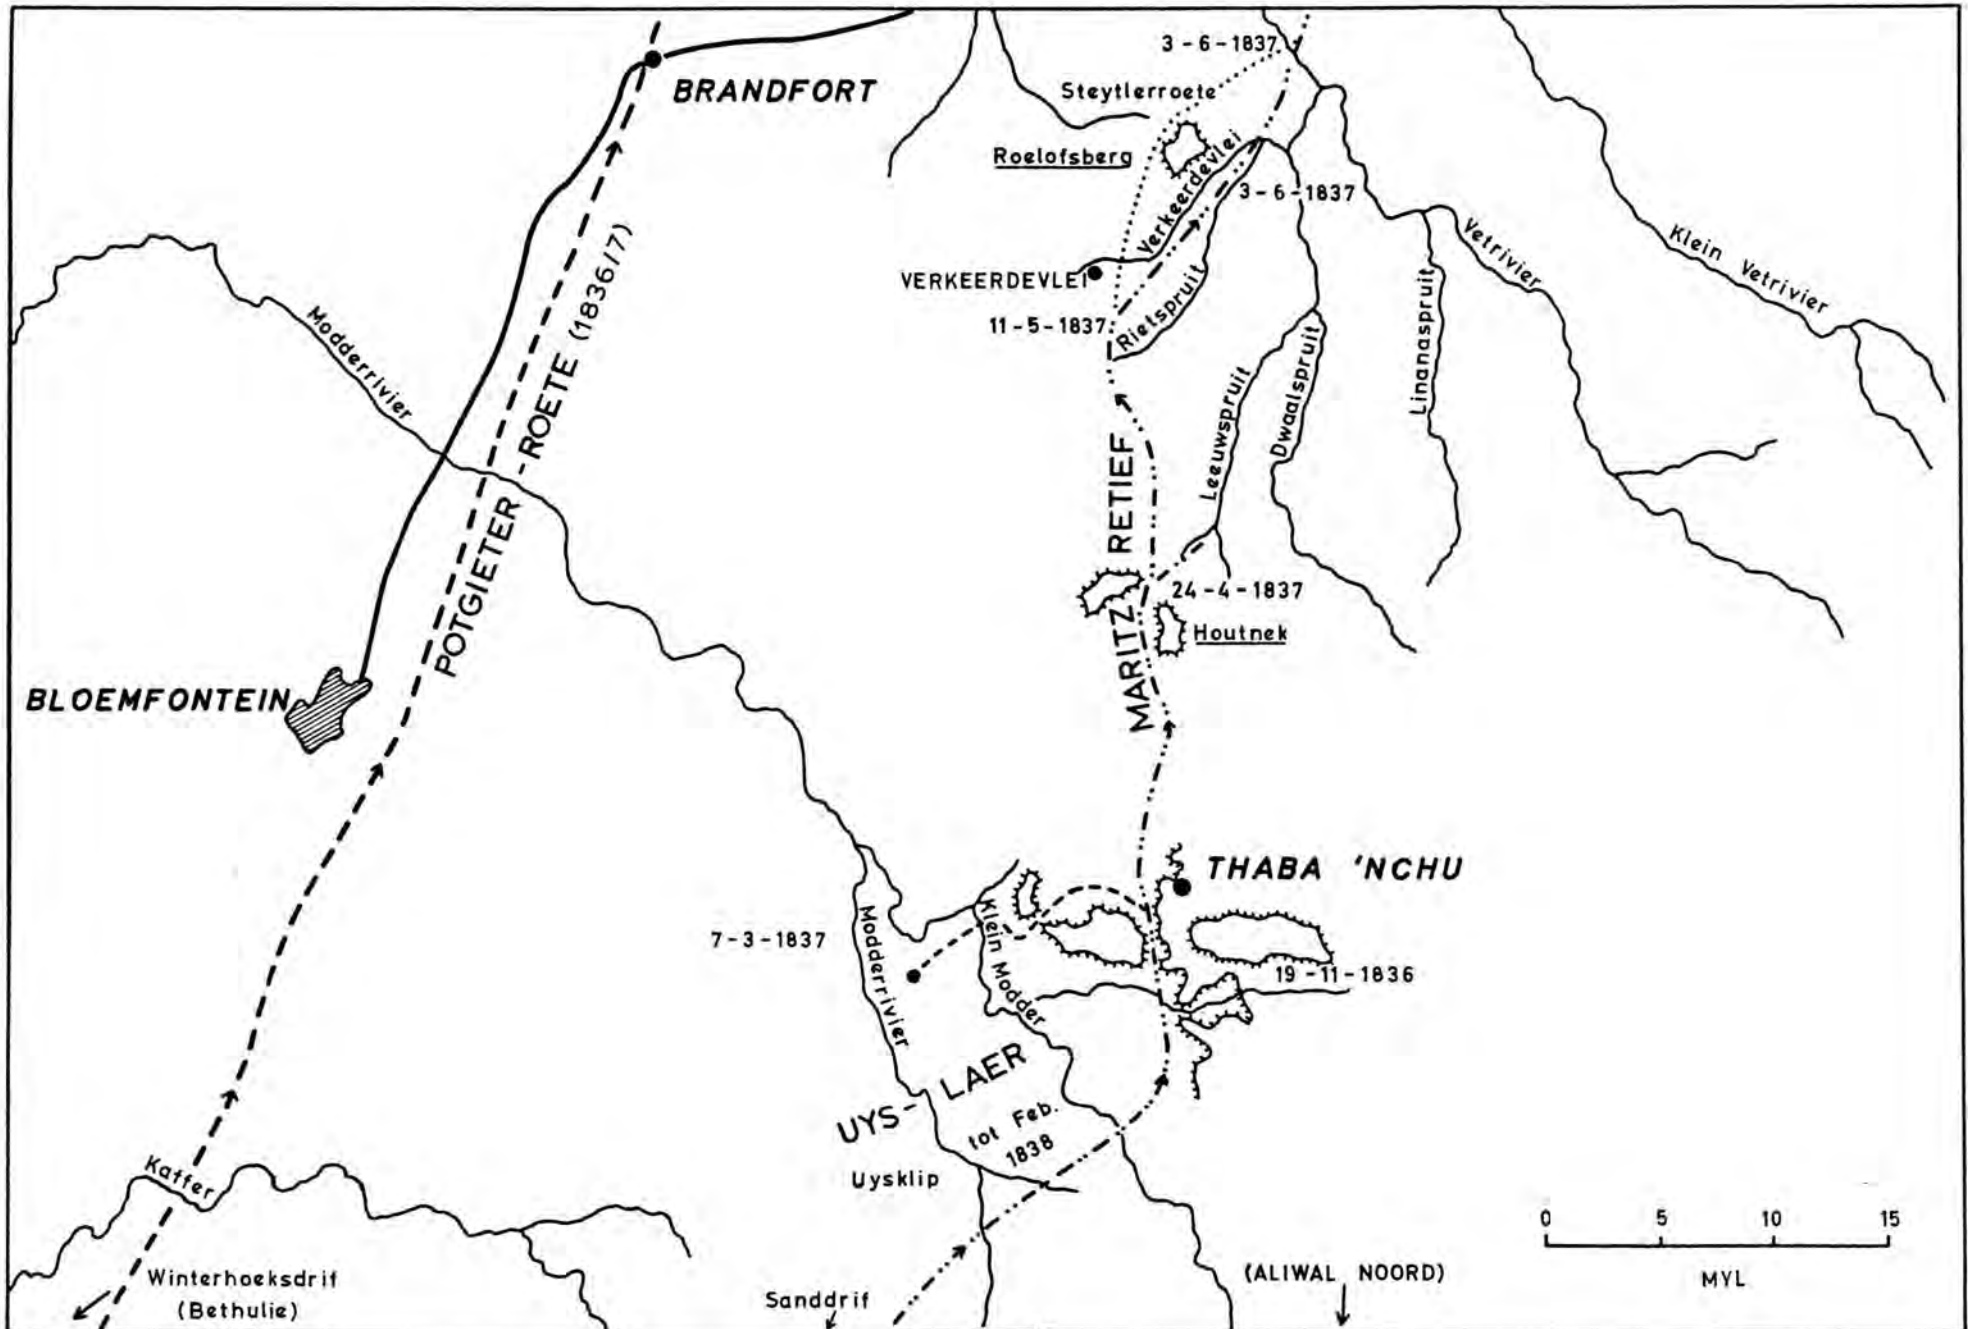 3-6-1837
Steytlerroete
BRANDFORT
Roelofsberg
Verkeerdevlei
3-6-1837
Vetrivier
Klein Vetrivier
VERKEERDEVLEI
11-5-1837
Rietspruit
Modderrivier
POTGIETER-ROETE (1836/7)
Linanaspruit
Leeuwspruit
Dwaalspruit
MARITZ RETIEF
24-4-1837
Houtnek
BLOEMFONTEIN
THABA 'NCHU
7-3-1837
Modderrivier
Klein Modder
19-11-1836
UYS-LAER
tot Feb.
1838
Uysklip
Kaffer
0 5 10 15
MYL
Winterhoeksdrif
(Bethulie)
Sanddrif
(ALIWAL NOORD)